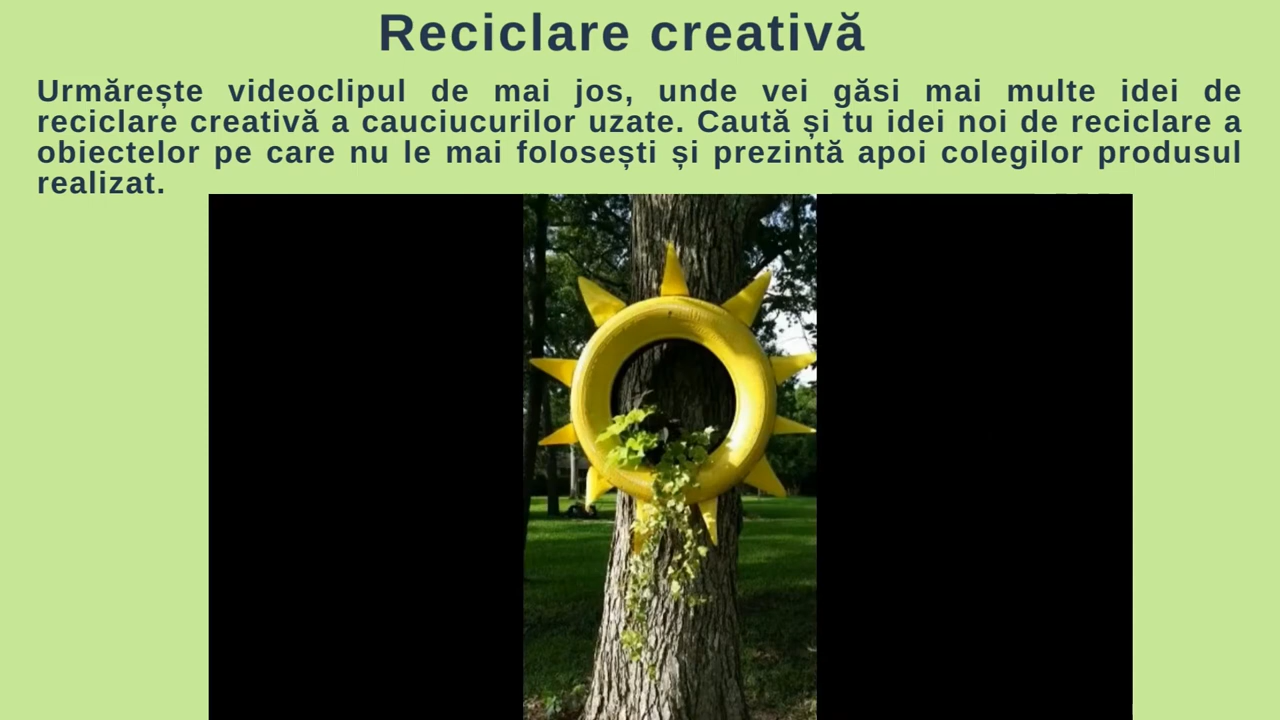 Reciclare creativă
Urmărește videoclipul de mai jos, unde vei găsi mai multe idei de
reciclare creativă a cauciucurilor uzate. Caută și tu idei noi de reciclare a
obiectelor pe care nu le mai folosești și prezintă apoi colegilor produsul
realizat.